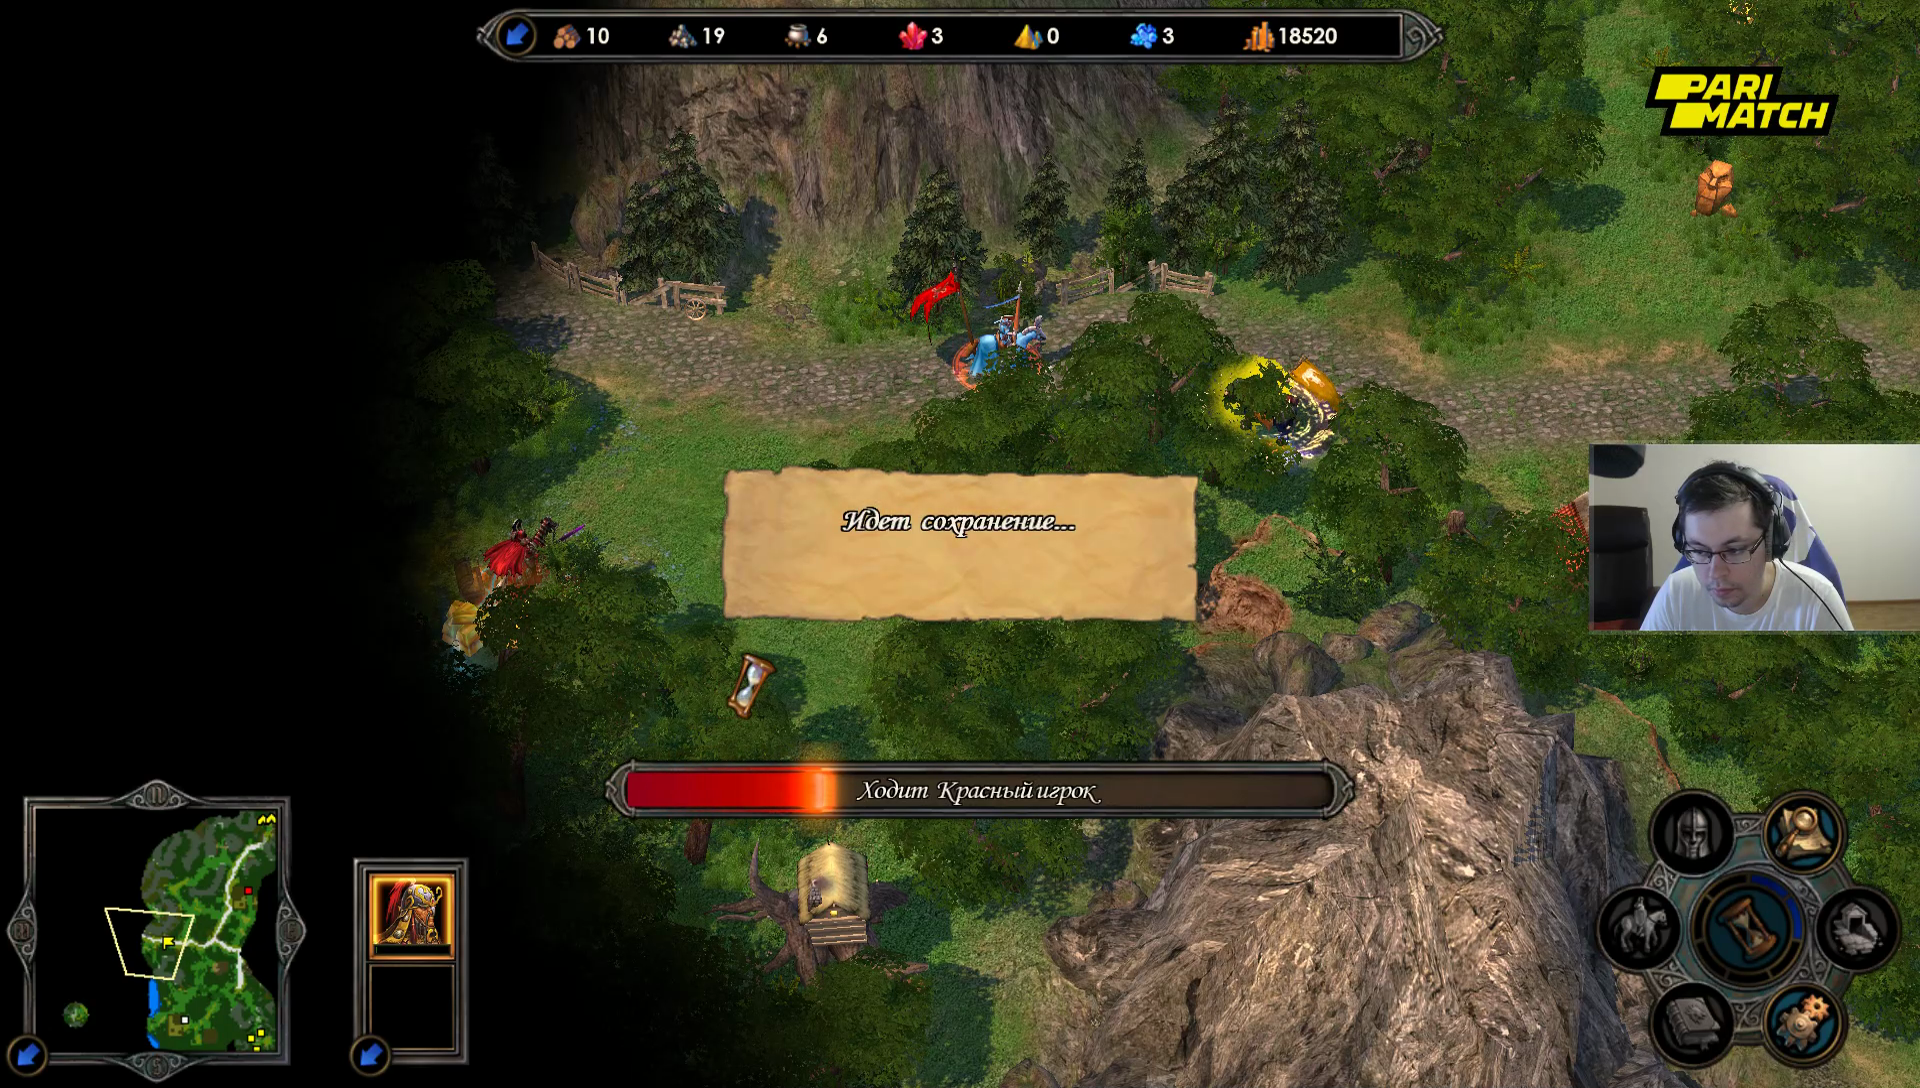 10 19 6 3 0 3 18520
PARI
MATCH
Идет сохранение...
Ходит Красный игрок